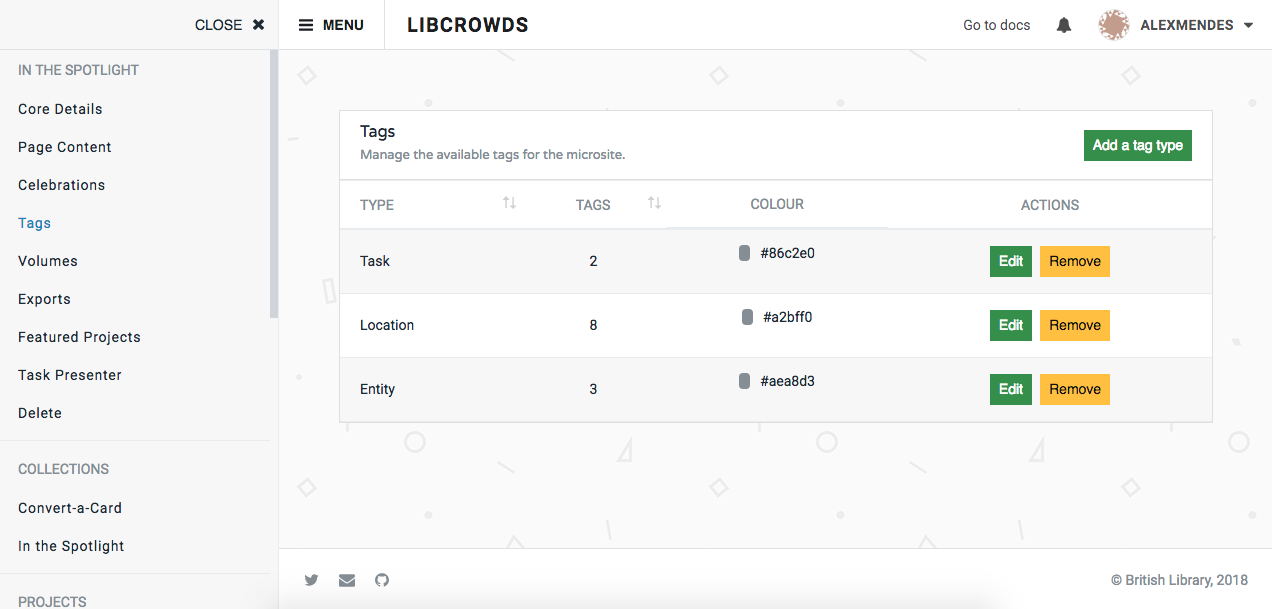 CLOSE ✖
MENU
LIBCROWDS
Go to docs
ALEXMENDES
IN THE SPOTLIGHT
Core Details
Page Content
Celebrations
Tags
Volumes
Exports
Featured Projects
Task Presenter
Delete
COLLECTIONS
Convert-a-Card
In the Spotlight
PROJECTS
Tags
Manage the available tags for the microsite.
Add a tag type
TYPE TAGS COLOUR ACTIONS
Task 2 #86c2e0 Edit Remove
Location 8 #a2bff0 Edit Remove
Entity 3 #aea8d3 Edit Remove
© British Library, 2018